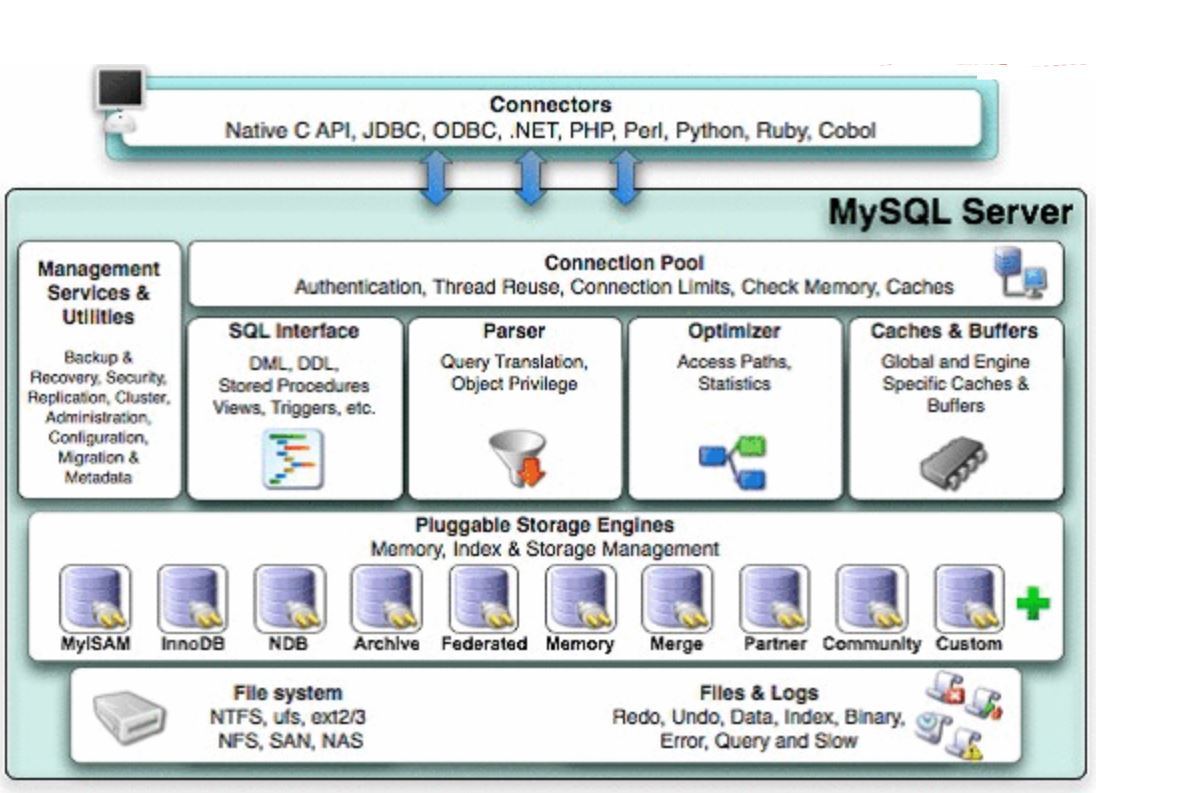 Connectors
Native C API, JDBC, ODBC, .NET, PHP, Perl, Python, Ruby, Cobol
MySQL Server
Management
Services &
Utilities
Backup &
Recovery, Security,
Replication, Cluster,
Administration,
Configuration,
Migration &
Metadata
Connection Pool
Authentication, Thread Reuse, Connection Limits, Check Memory, Caches
SQL Interface
DML, DDL,
Stored Procedures
Views, Triggers, etc.
Parser
Query Translation,
Object Privilege
Optimizer
Access Paths,
Statistics
Caches & Buffers
Global and Engine
Specific Caches &
Buffers
Pluggable Storage Engines
Memory, Index & Storage Management
MyISAM InnoDB NDB Archive Federated Memory Merge Partner Community Custom
File system
NTFS, ufs, ext2/3
NFS, SAN, NAS
Files & Logs
Redo, Undo, Data, Index, Binary,
Error, Query and Slow